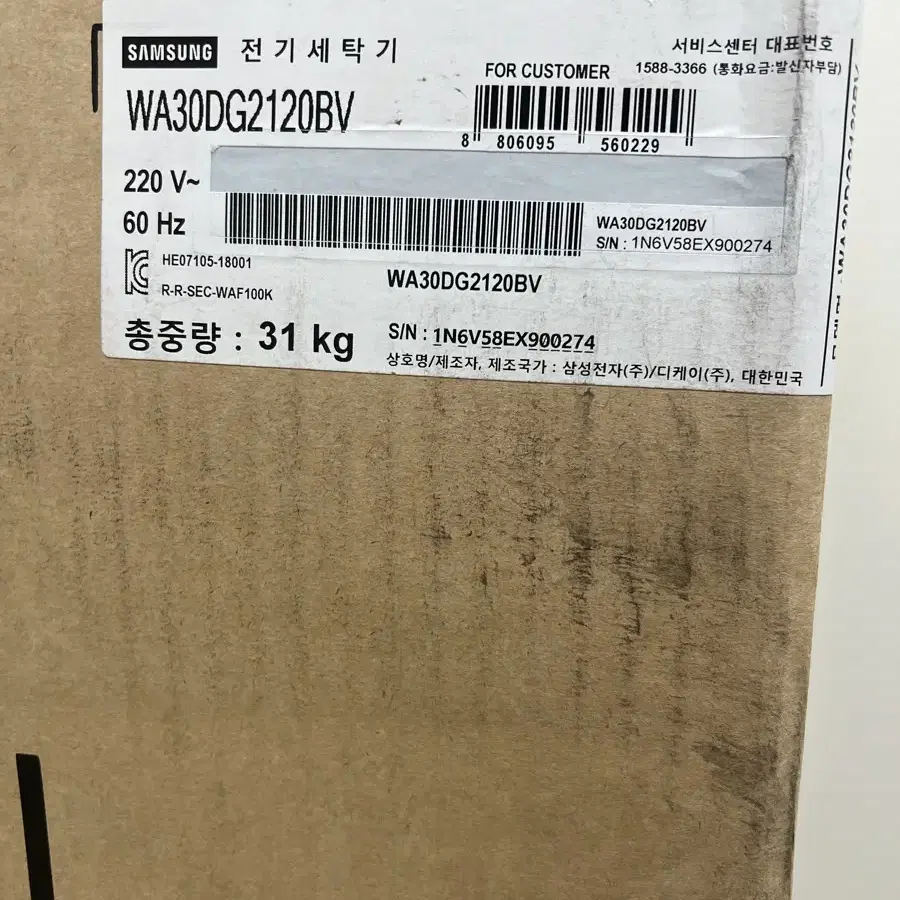 SAMSUNG 전기세탁기
서비스센터 대표번호
FOR CUSTOMER 1588-3366 (통화요금:발신자부담)
WA30DG2120BV
8 806095 560229
220 V~
60 Hz
WA30DG2120BV
S/N : 1N6V58EX900274
HE07105-18001
R-R-SEC-WAF100K
WA30DG2120BV
총중량 : 31 kg
S/N : 1N6V58EX900274
상호명/제조자, 제조국가 : 삼성전자(주)/디케이(주), 대한민국